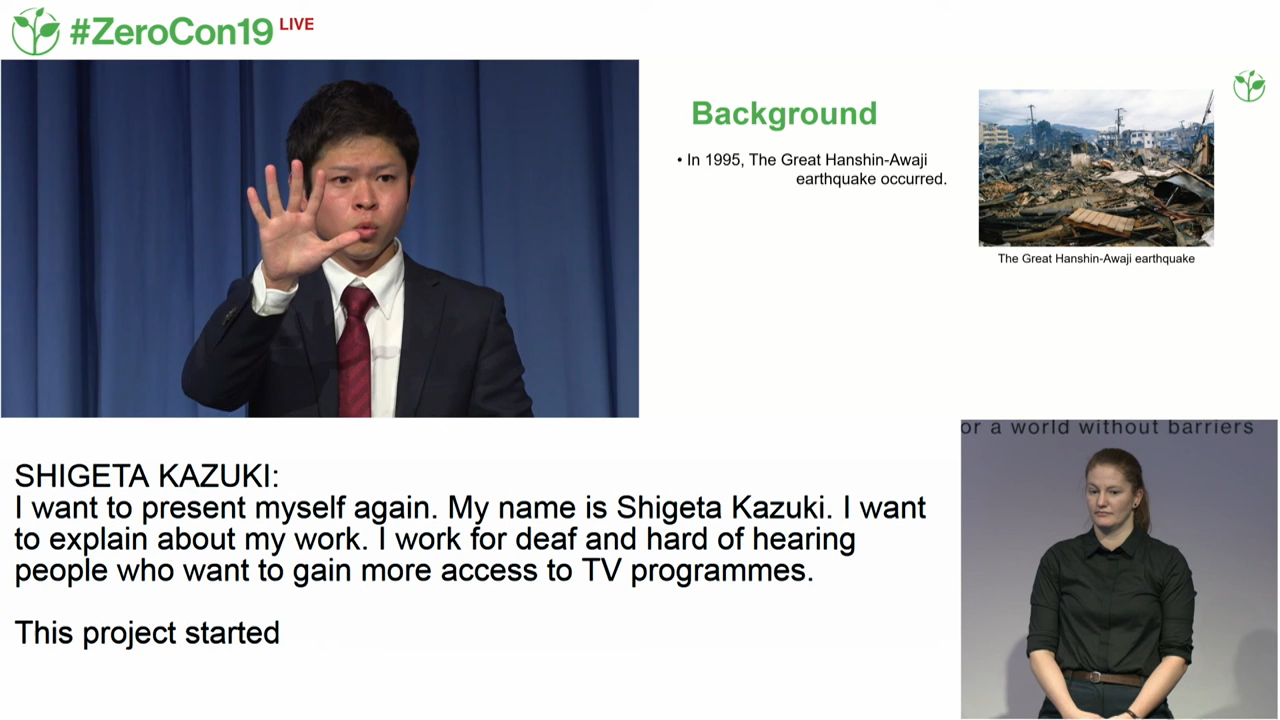 #ZeroCon19 LIVE
Background
• In 1995, The Great Hanshin-Awaji
earthquake occurred.
The Great Hanshin-Awaji earthquake
or a world without barriers
SHIGETA KAZUKI:
I want to present myself again. My name is Shigeta Kazuki. I want
to explain about my work. I work for deaf and hard of hearing
people who want to gain more access to TV programmes.
This project started